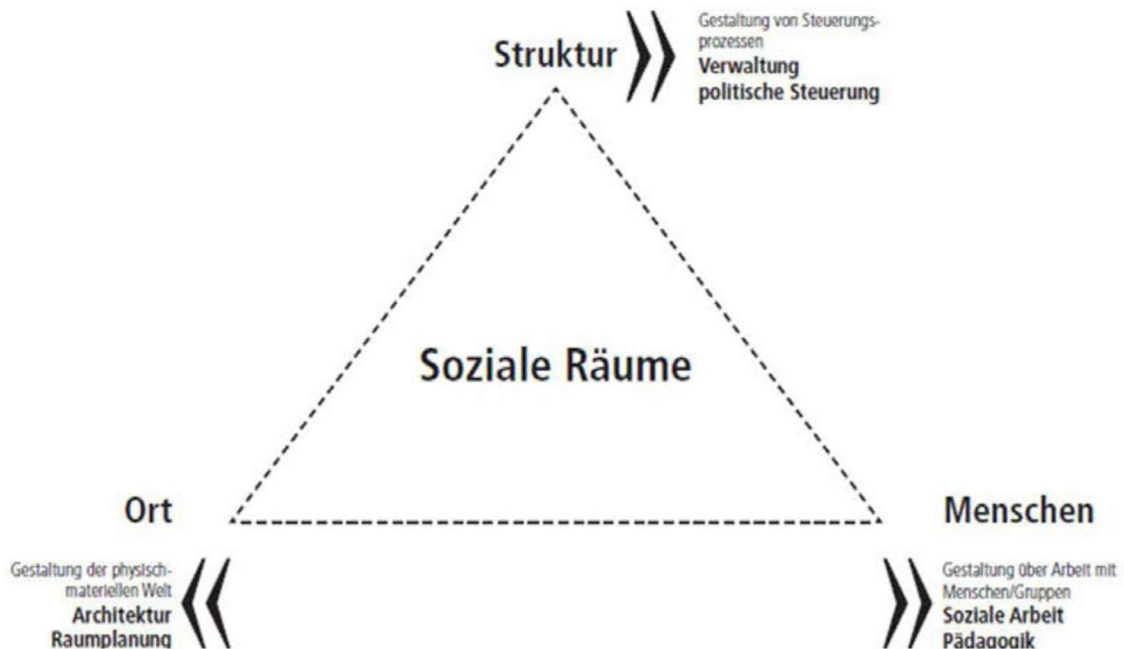 Struktur
Gestaltung von Steuerungs-
prozessen
Verwaltung
politische Steuerung
Soziale Räume
Ort
Gestaltung der physisch-
materiellen Welt
Architektur
Raumplanung
Menschen
Gestaltung über Arbeit mit
Menschen/Gruppen
Soziale Arbeit
Pädagogik